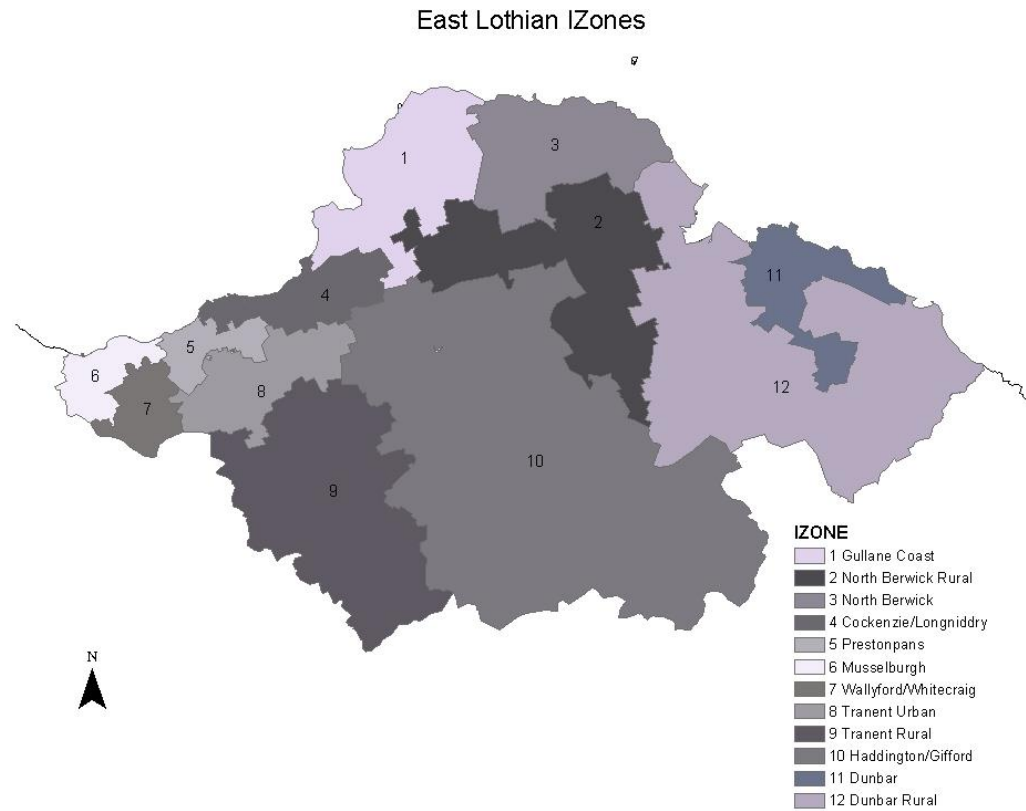 East Lothian IZones
1
3
2
4
11
5
6
7
8
12
10
9
N
IZONE
1 Gullane Coast
2 North Berwick Rural
3 North Berwick
4 Cockenzie/Longniddry
5 Prestonpans
6 Musselburgh
7 Wallyford/Whitecraig
8 Tranent Urban
9 Tranent Rural
10 Haddington/Gifford
11 Dunbar
12 Dunbar Rural